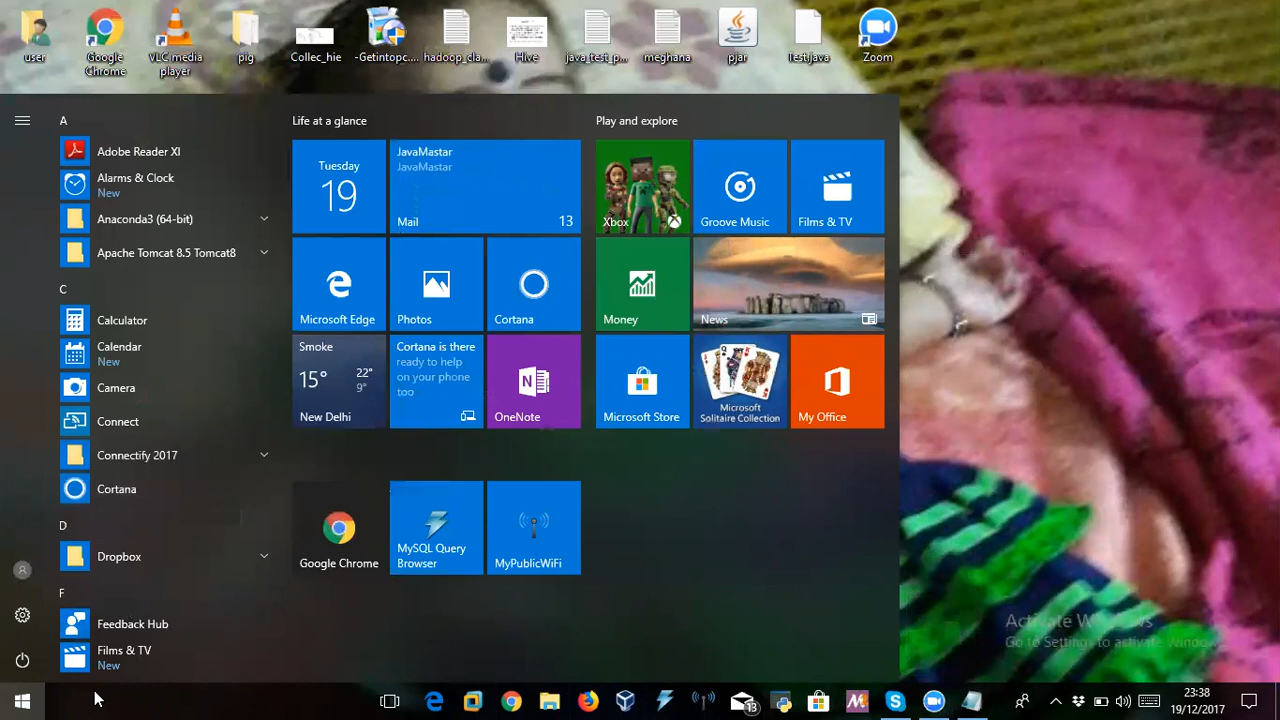 user
Google Chrome
VLC media player
pig
Collec_hie
-Getintopc....
hadoop_cla...
Hive
java_test_p...
meghana
pjar
Test.java
Zoom
A
Adobe Reader XI
Alarms & Clock
New
Anaconda3 (64-bit)
Apache Tomcat 8.5 Tomcat8
C
Calculator
Calendar
New
Camera
Connect
Connectify 2017
Cortana
D
Dropbox
F
Feedback Hub
Films & TV
New
Life at a glance
Tuesday
19
JavaMastar
JavaMastar
Mail
13
Microsoft Edge
Photos
Cortana
Smoke
15°
22°
9°
New Delhi
Cortana is there
ready to help
on your phone
too
OneNote
Google Chrome
MySQL Query
Browser
MyPublicWiFi
Play and explore
Xbox
Groove Music
Films & TV
Money
News
Microsoft Store
Microsoft
Solitaire Collection
My Office
Activate Windows
Go to Settings to activate Windows
13
23:38
19/12/2017